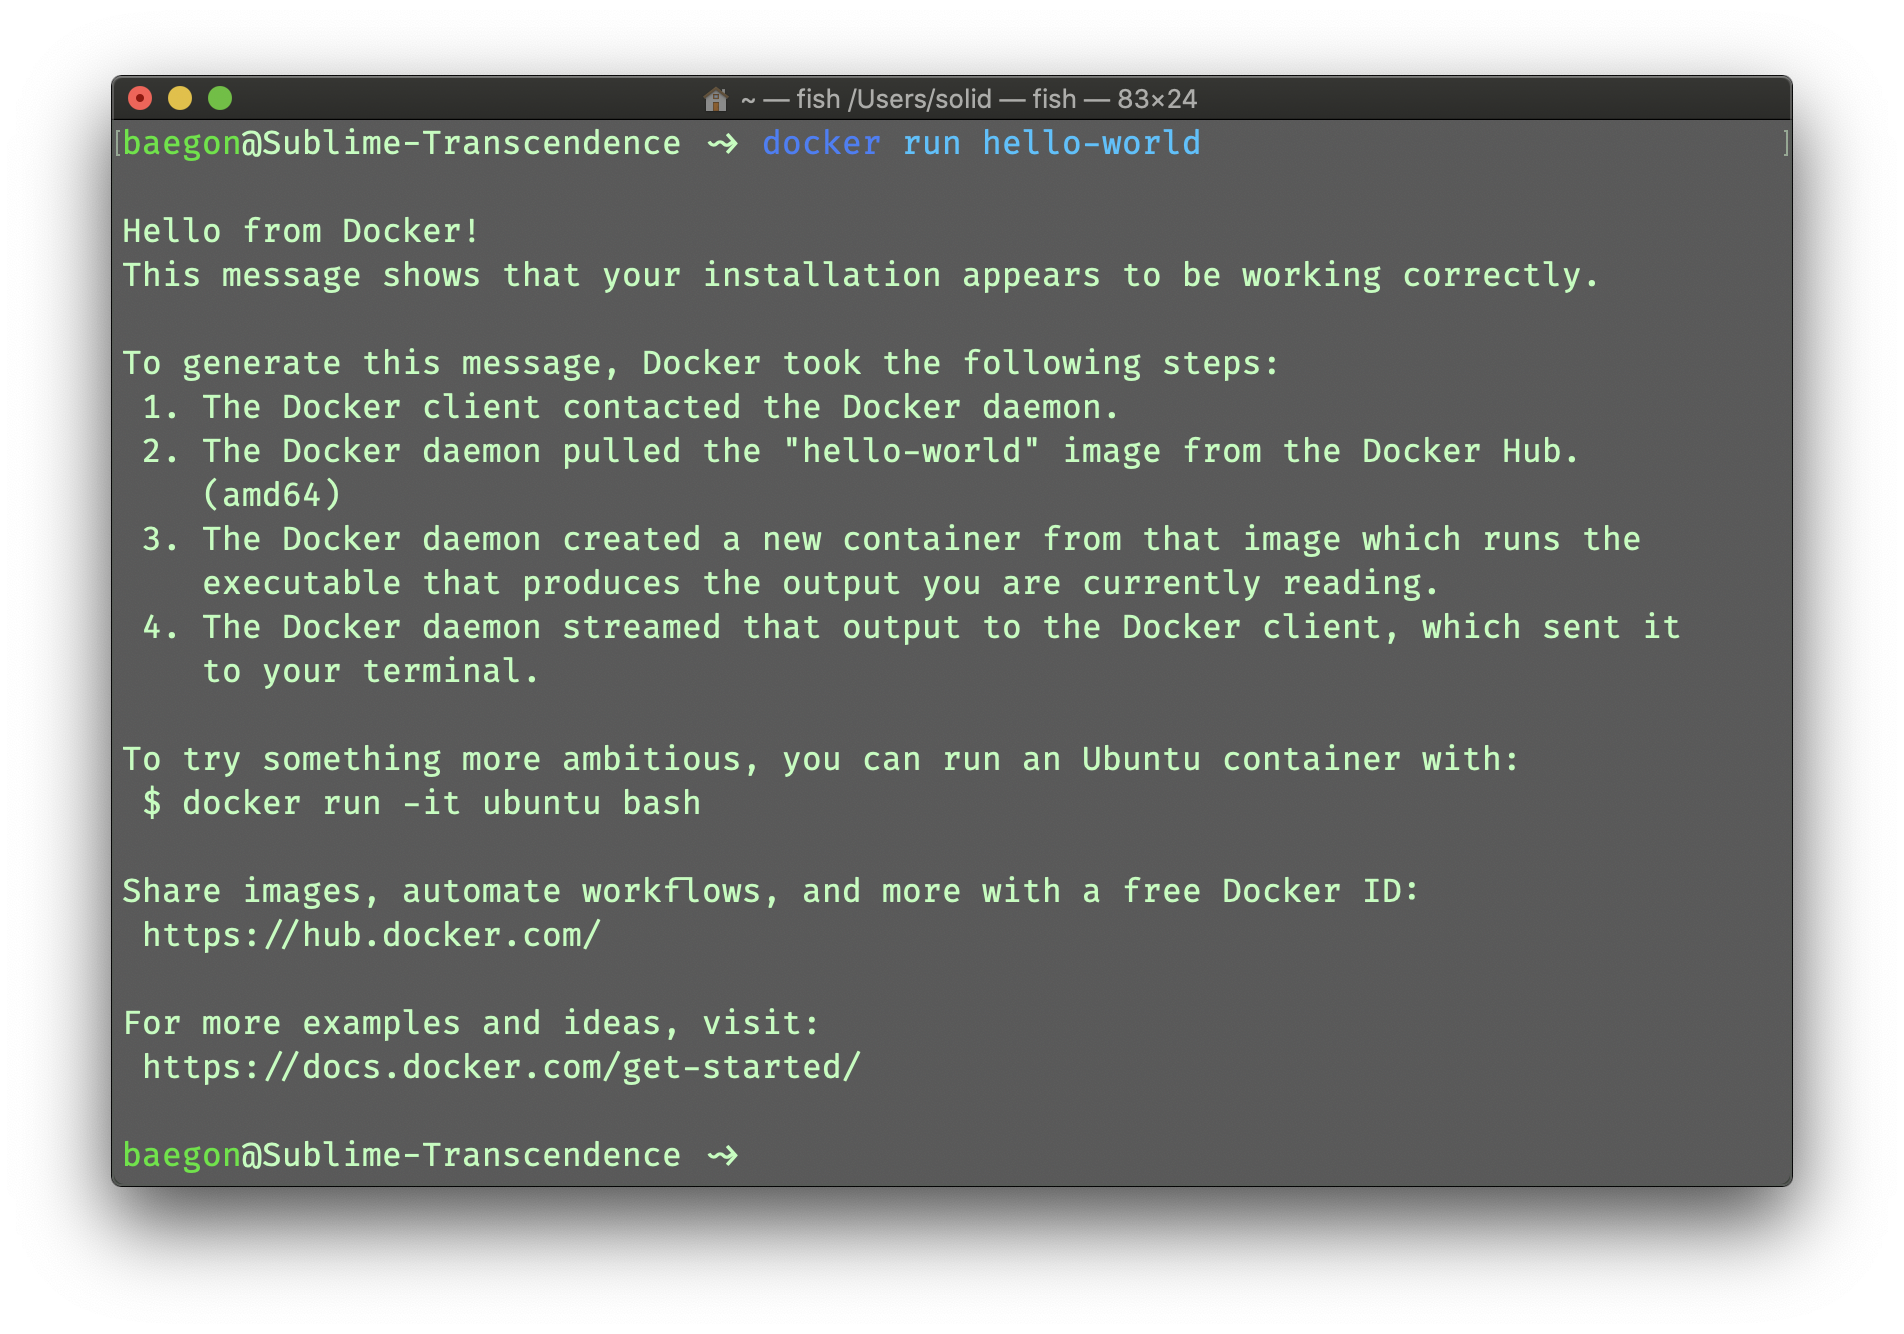 ~ — fish /Users/solid — fish — 83×24
[baegon@Sublime-Transcendence ⤳ docker run hello-world ]
Hello from Docker!
This message shows that your installation appears to be working correctly.
To generate this message, Docker took the following steps:
1. The Docker client contacted the Docker daemon.
2. The Docker daemon pulled the "hello-world" image from the Docker Hub.
(amd64)
3. The Docker daemon created a new container from that image which runs the
executable that produces the output you are currently reading.
4. The Docker daemon streamed that output to the Docker client, which sent it
to your terminal.
To try something more ambitious, you can run an Ubuntu container with:
$ docker run -it ubuntu bash
Share images, automate workflows, and more with a free Docker ID:
https://hub.docker.com/
For more examples and ideas, visit:
https://docs.docker.com/get-started/
baegon@Sublime-Transcendence ⤳